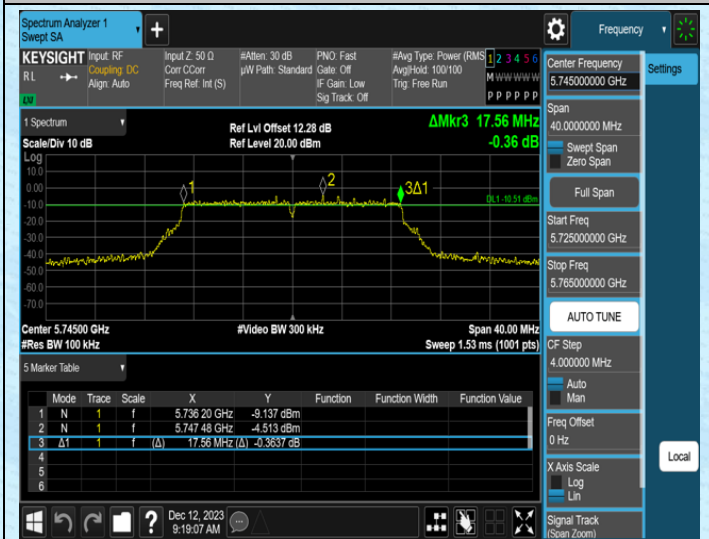 Spectrum Analyzer 1
Swept SA
+
Frequency
KEYSIGHT
RL
LXI
Input: RF
Coupling: DC
Align: Auto
Input Z: 50 Ω
Corr CCorr
Freq Ref: Int (S)
#Atten: 30 dB
µW Path: Standard
PNO: Fast
Gate: Off
IF Gain: Low
Sig Track: Off
#Avg Type: Power (RMS
Avg|Hold: 100/100
Trig: Free Run
1 2 3 4 5 6
M W W W W W
P P P P P P
1 Spectrum
Scale/Div 10 dB
Ref Lvl Offset 12.28 dB
Ref Level 20.00 dBm
ΔMkr3 17.56 MHz
-0.36 dB
Log
10.0
0.00
-10.0
-20.0
-30.0
-40.0
-50.0
-60.0
-70.0
1
2
3Δ1
DL1 -10.51 dBm
Center 5.74500 GHz
#Video BW 300 kHz
Span 40.00 MHz
#Res BW 100 kHz
Sweep 1.53 ms (1001 pts)
5 Marker Table
Mode Trace Scale X Y Function Function Width Function Value
1 N 1 f 5.736 20 GHz -9.137 dBm
2 N 1 f 5.747 48 GHz -4.513 dBm
3 Δ1 1 f (Δ) 17.56 MHz (Δ) -0.3637 dB
4
5
6
?
Dec 12, 2023
9:19:07 AM
Center Frequency
5.745000000 GHz
Settings
Span
40.0000000 MHz
Swept Span
Zero Span
Full Span
Start Freq
5.725000000 GHz
Stop Freq
5.765000000 GHz
AUTO TUNE
CF Step
4.000000 MHz
Auto
Man
Freq Offset
0 Hz
X Axis Scale
Log
Lin
Local
Signal Track
(Span Zoom)